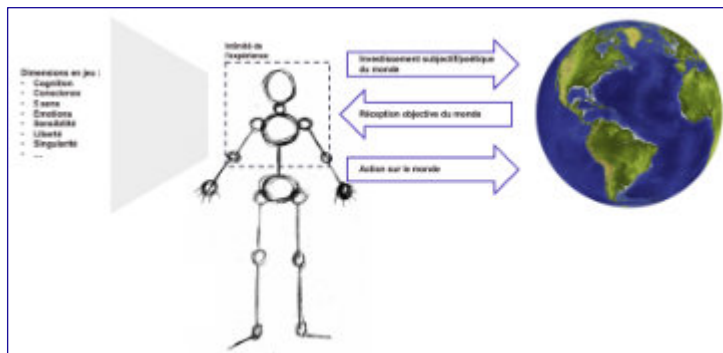 Dimensions en jeu :
- Cognition
- Conscience
- 5 sens
- Émotions
- Sensibilité
- Liberté
- Singularité
- ....
Intimité de
l'expérience
Investissement subjectif/poétique
du monde
Réception objective du monde
Action sur le monde